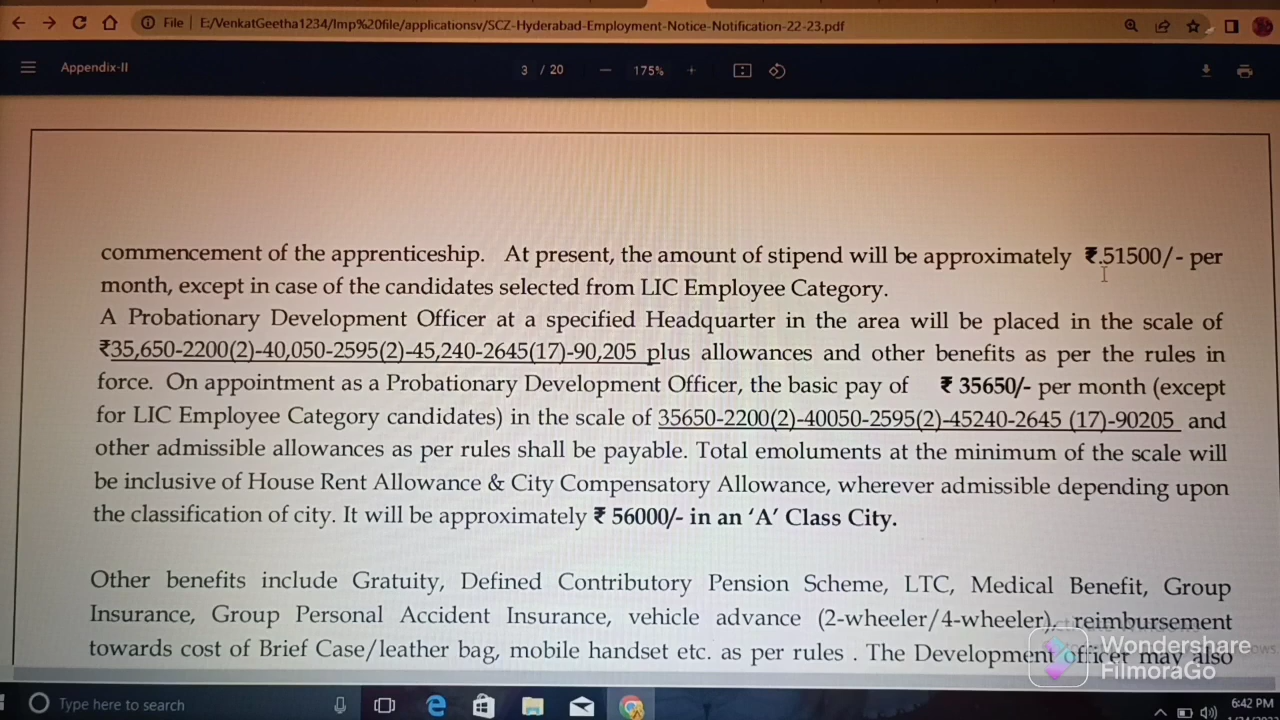 File | E:/VenkatGeetha1234/Imp%20file/applicationsv/SCZ-Hyderabad-Employment-Notice-Notification-22-23.pdf
Appendix-II 3 / 20 — 175% +
commencement of the apprenticeship. At present, the amount of stipend will be approximately ₹.51500/- per
month, except in case of the candidates selected from LIC Employee Category.
A Probationary Development Officer at a specified Headquarter in the area will be placed in the scale of
₹35,650-2200(2)-40,050-2595(2)-45,240-2645(17)-90,205 plus allowances and other benefits as per the rules in
force. On appointment as a Probationary Development Officer, the basic pay of ₹ 35650/- per month (except
for LIC Employee Category candidates) in the scale of 35650-2200(2)-40050-2595(2)-45240-2645 (17)-90205 and
other admissible allowances as per rules shall be payable. Total emoluments at the minimum of the scale will
be inclusive of House Rent Allowance & City Compensatory Allowance, wherever admissible depending upon
the classification of city. It will be approximately ₹ 56000/- in an 'A' Class City.
Other benefits include Gratuity, Defined Contributory Pension Scheme, LTC, Medical Benefit, Group
Insurance, Group Personal Accident Insurance, vehicle advance (2-wheeler/4-wheeler), reimbursement
towards cost of Brief Case/leather bag, mobile handset etc. as per rules . The Development officer may also
Wondershare
FilmoraGo
Type here to search
6:42 PM